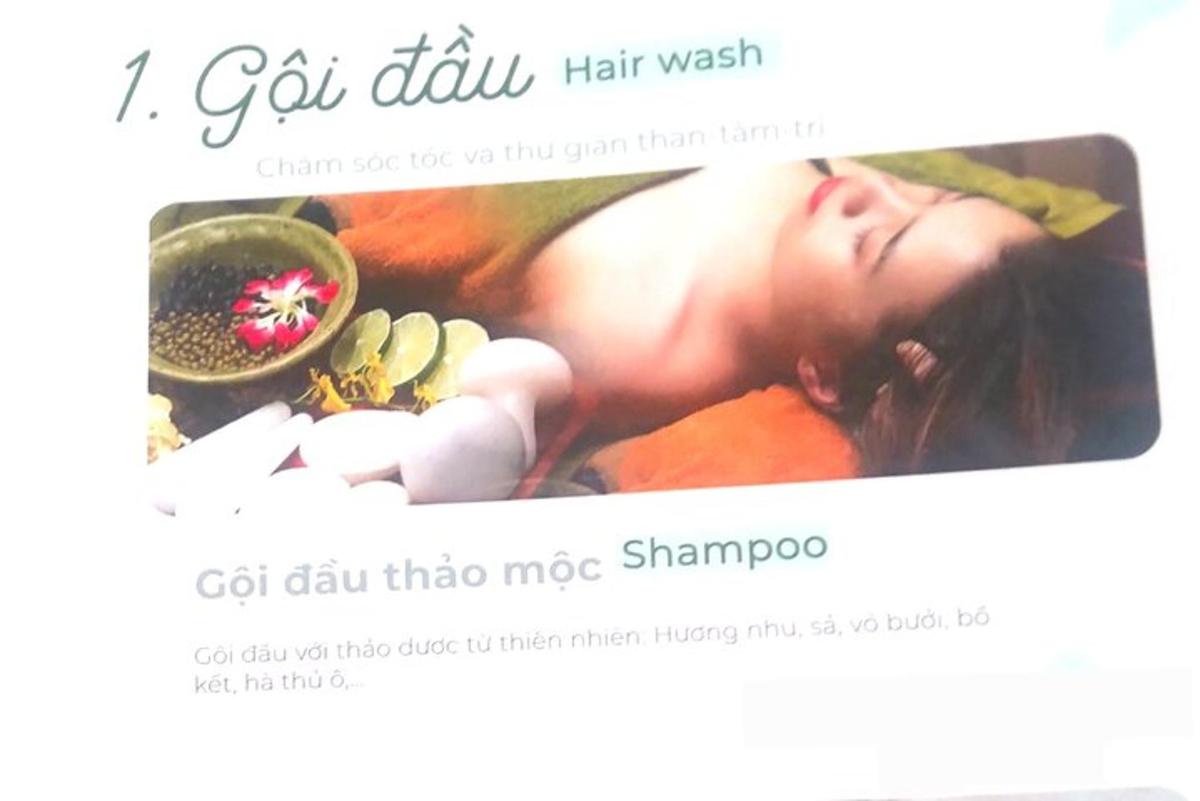 1. Gội đầu Hair wash
Chăm sóc tóc và thư giãn thân-tâm-trí
Gội đầu thảo mộc Shampoo
Gội đầu với thảo dược từ thiên nhiên: Hương nhu, sả, vỏ bưởi, bồ
kết, hà thủ ô,...